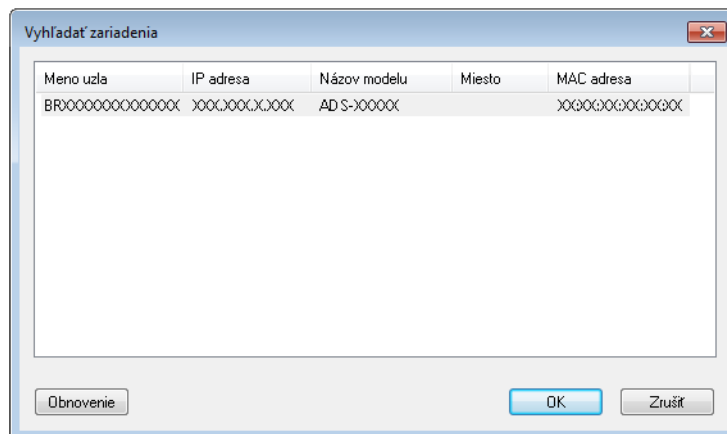 Vyhľadať zariadenia
Meno uzla IP adresa Názov modelu Miesto MAC adresa
BRXXXXXXXXXXXXX XXX.XXX.X.XXX ADS-XXXXX XX:XX:XX:XX:XX:XX
Obnovenie OK Zrušiť